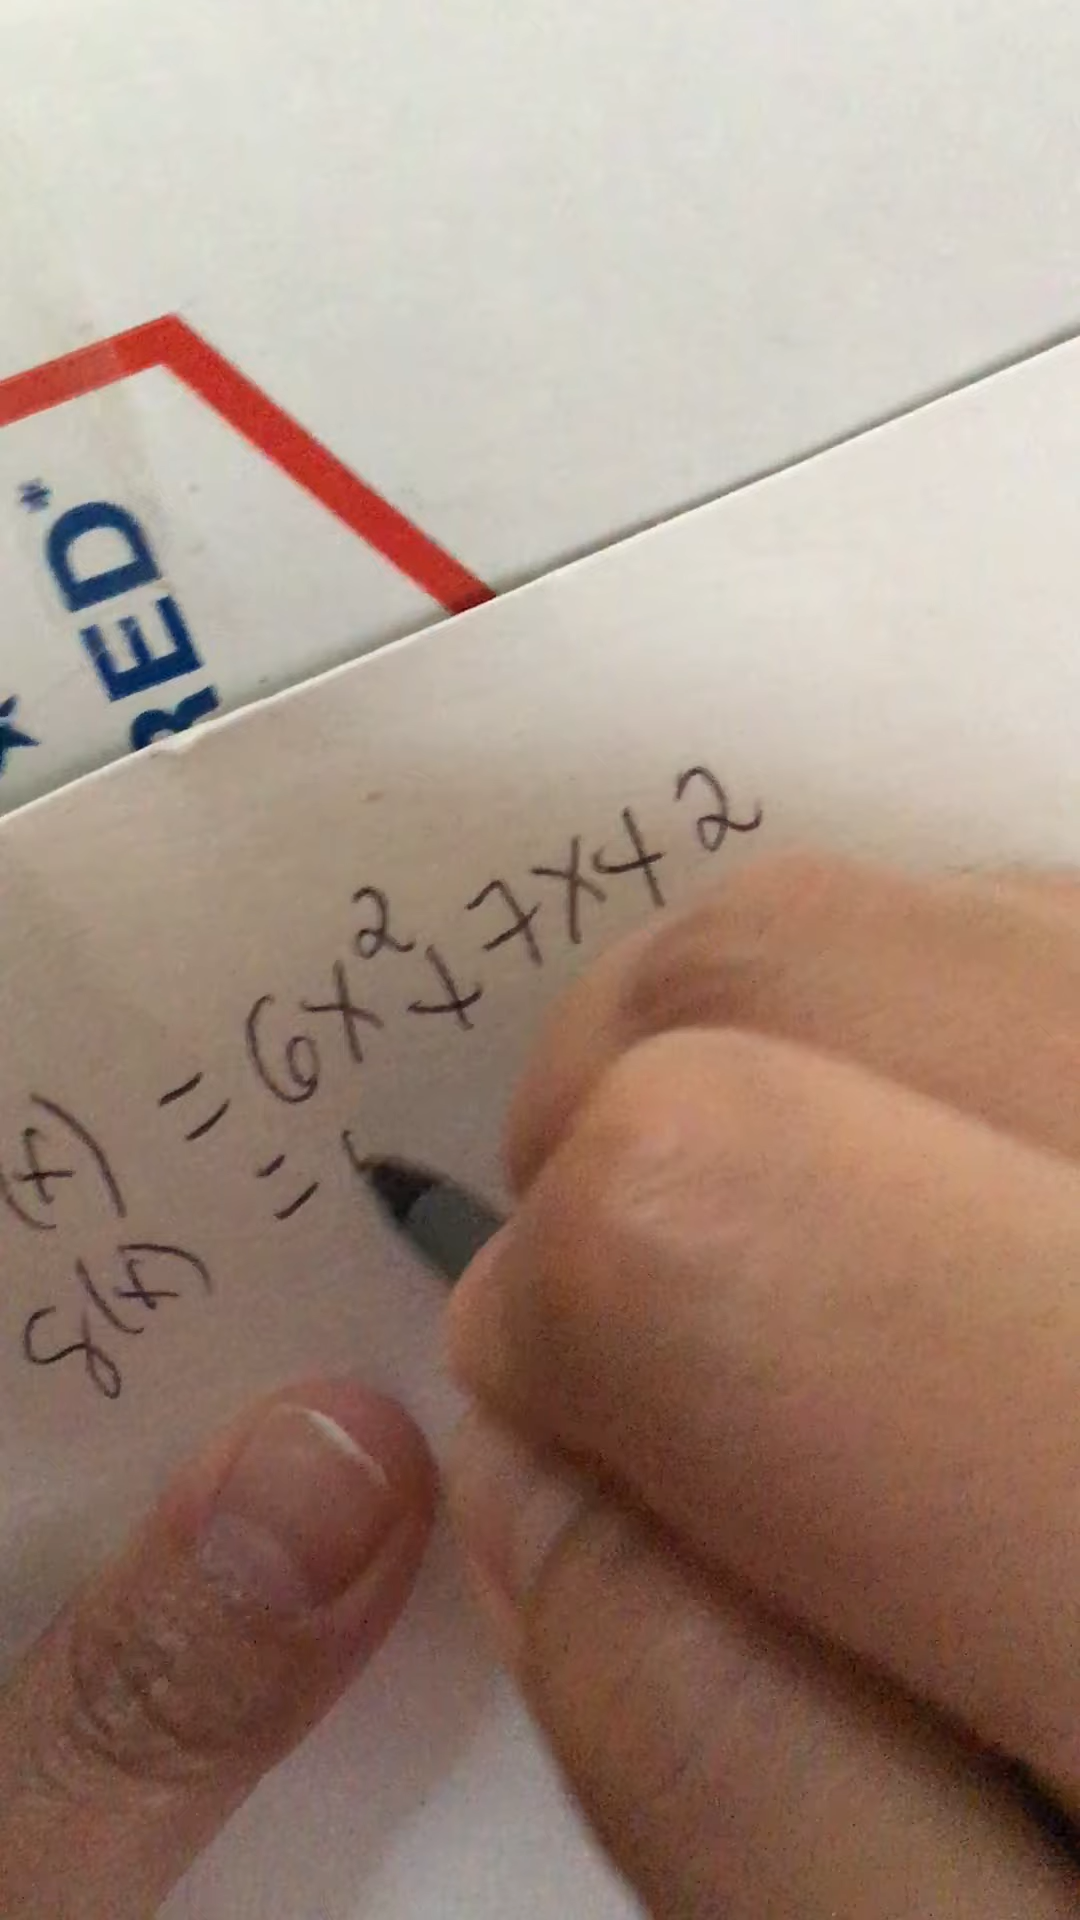 RED
(x) = 6x²+7x+2
g(x) =